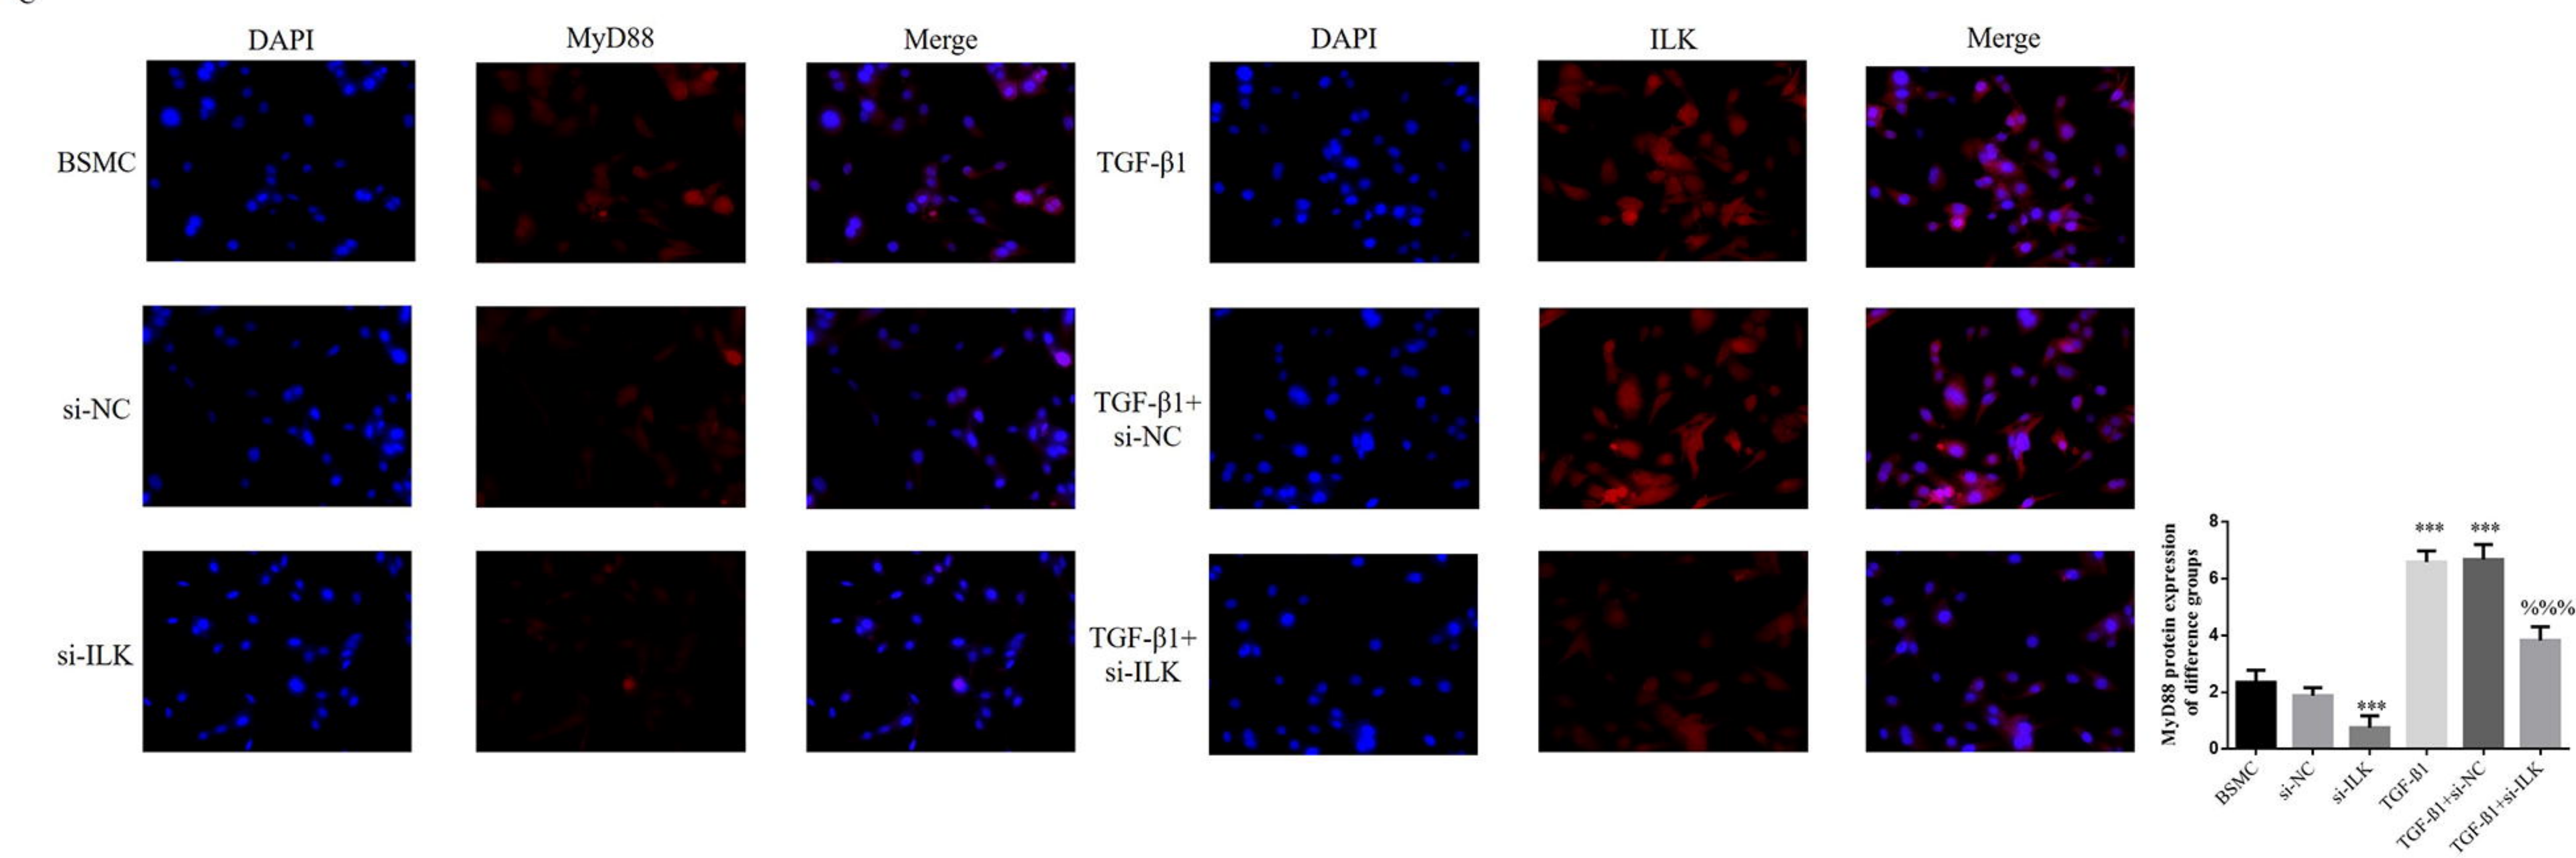 DAPI MyD88 Merge DAPI ILK Merge
BSMC
TGF-β1
si-NC
TGF-β1+
si-NC
si-ILK
TGF-β1+
si-ILK
MyD88 protein expression
of difference groups
8
6
4
2
0
***
***
***
%%%
BSMC
si-NC
si-ILK
TGF-β1
TGF-β1+si-NC
TGF-β1+si-ILK